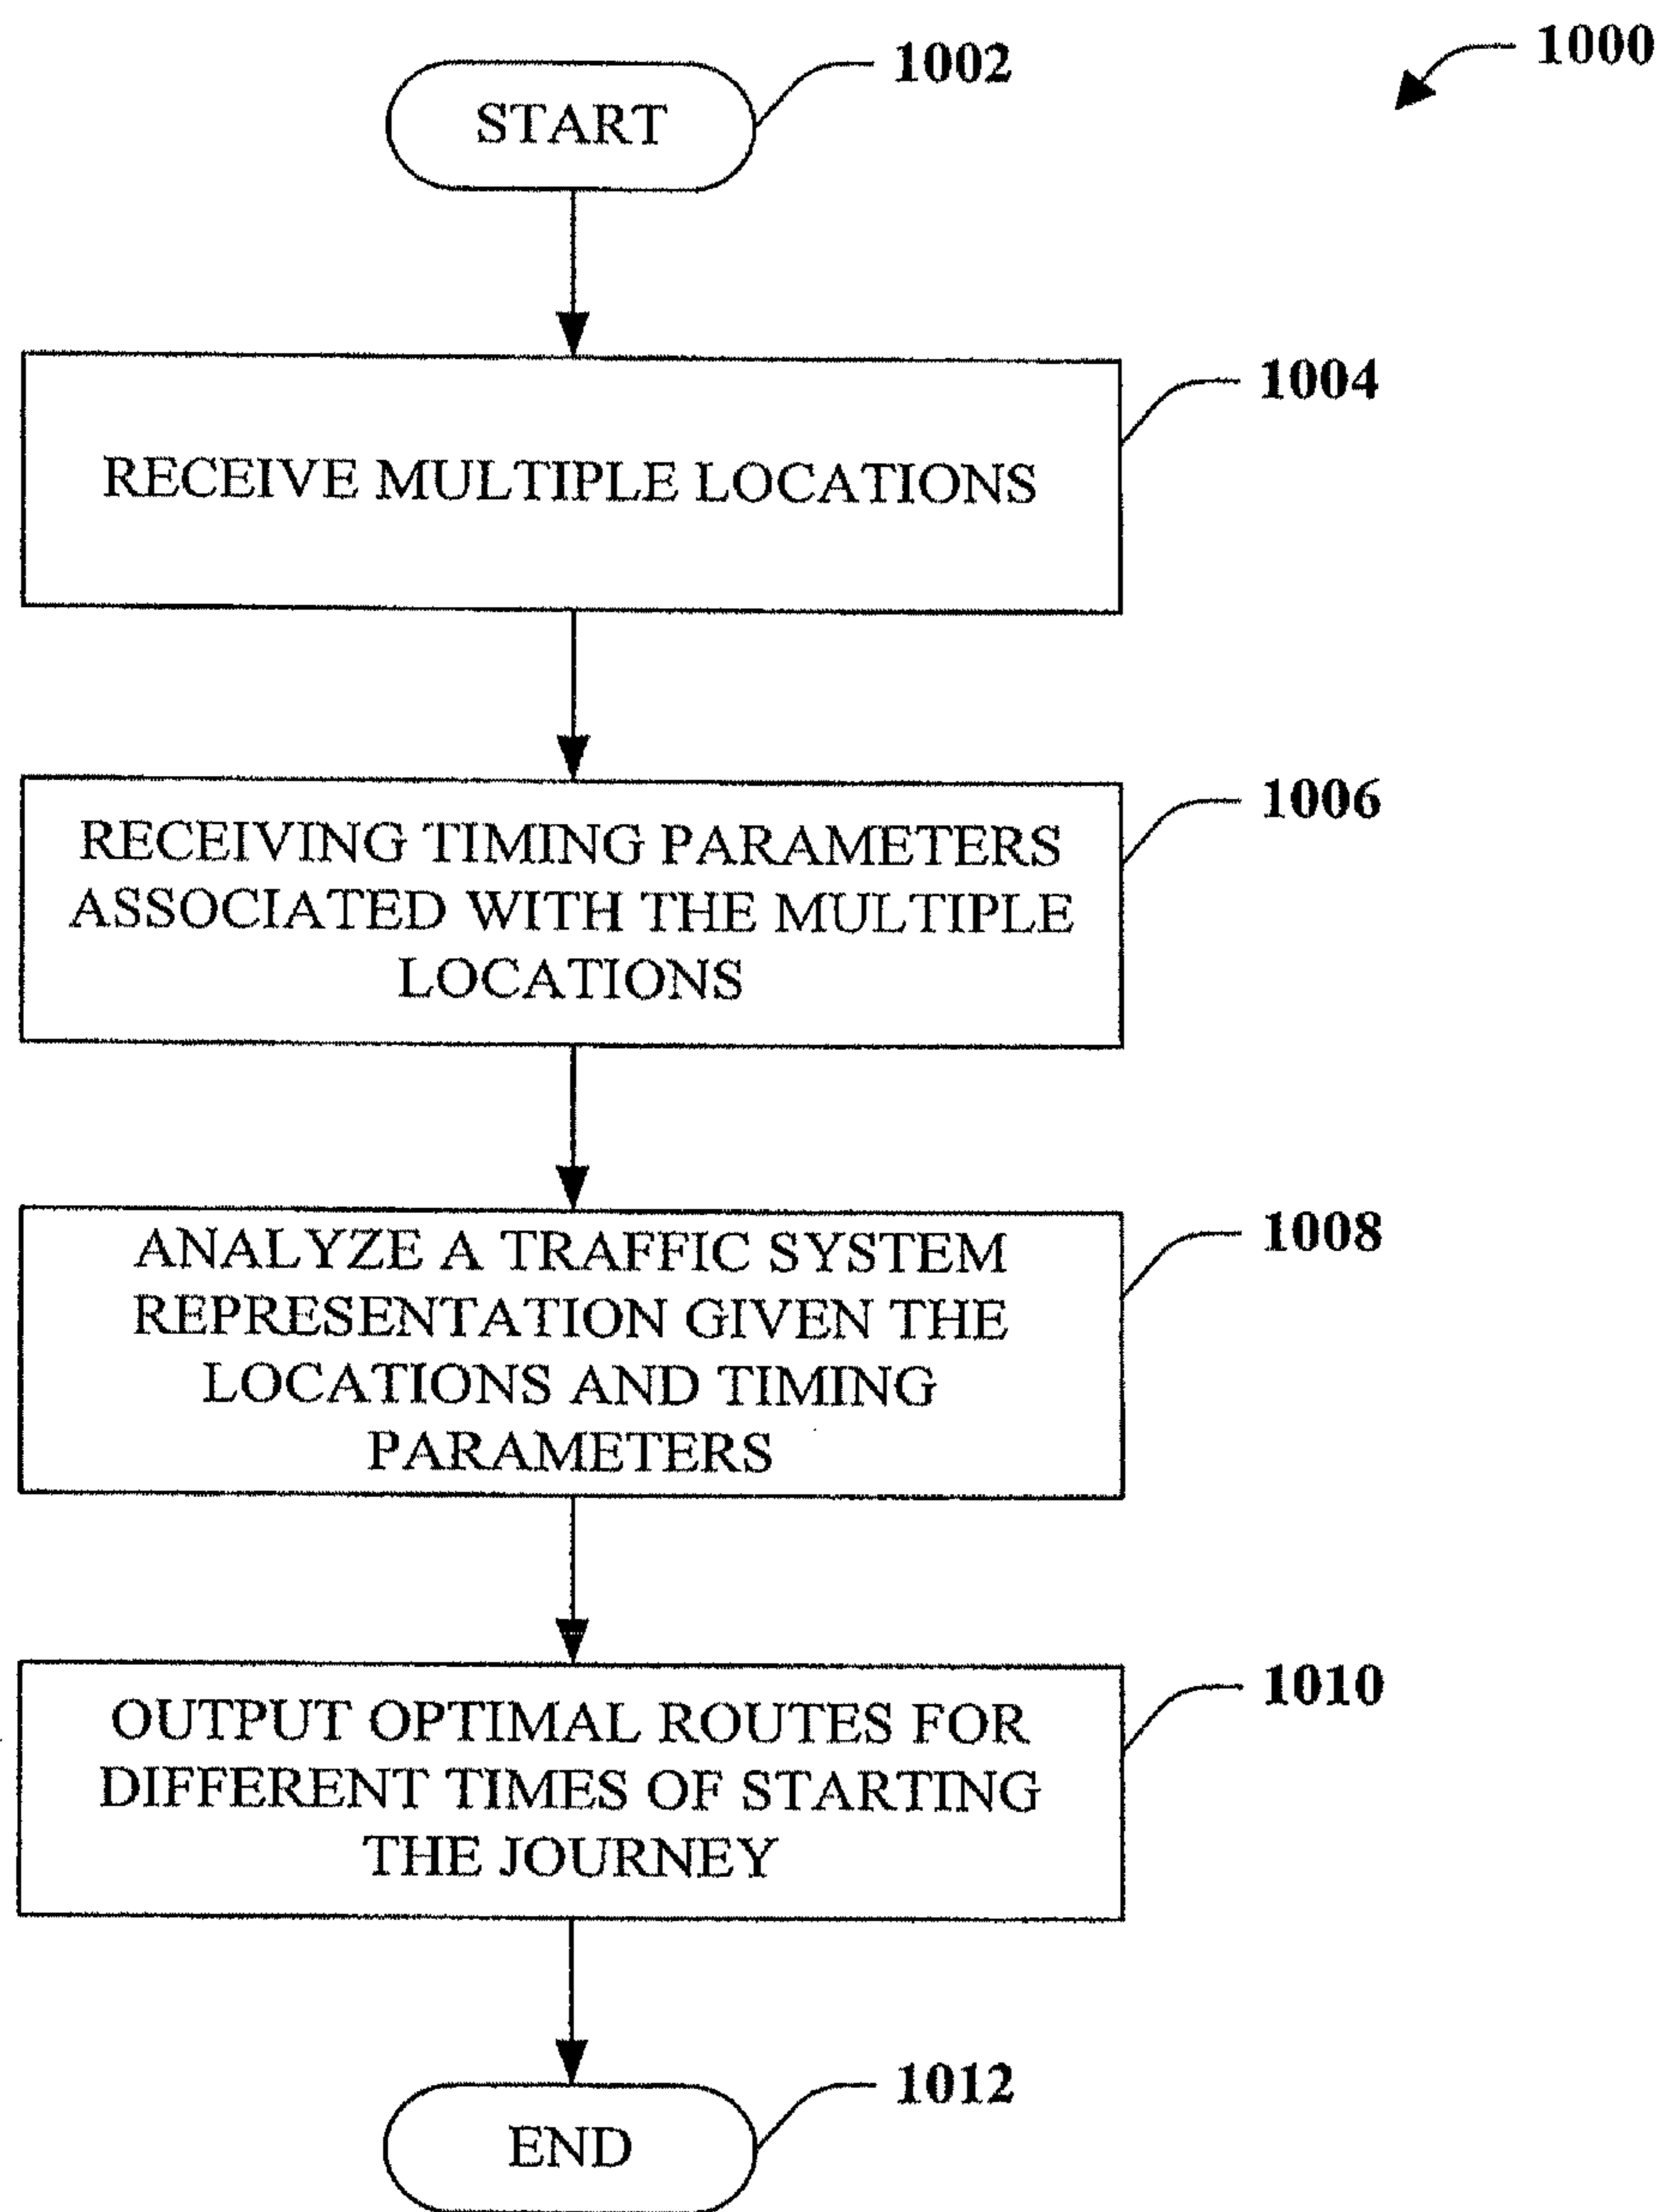 1000
START
1002
RECEIVE MULTIPLE LOCATIONS
1004
RECEIVING TIMING PARAMETERS
ASSOCIATED WITH THE MULTIPLE
LOCATIONS
1006
ANALYZE A TRAFFIC SYSTEM
REPRESENTATION GIVEN THE
LOCATIONS AND TIMING
PARAMETERS
1008
OUTPUT OPTIMAL ROUTES FOR
DIFFERENT TIMES OF STARTING
THE JOURNEY
1010
END
1012